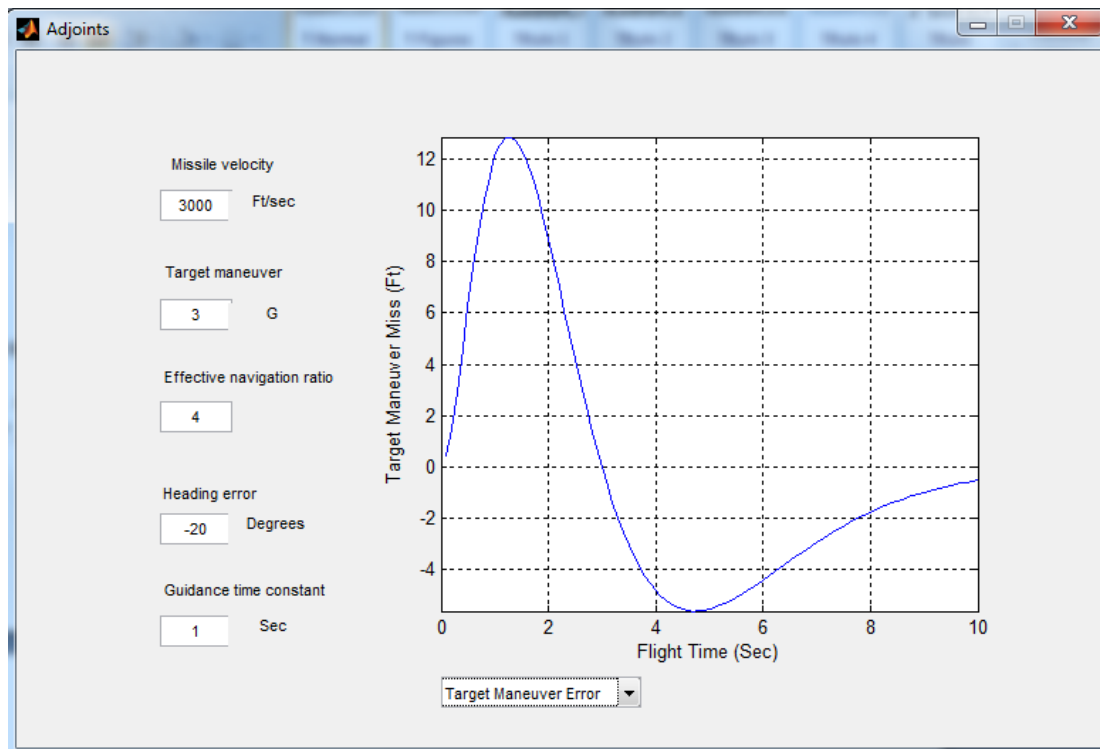 Adjoints
Missile velocity
3000 Ft/sec
Target maneuver
3 G
Effective navigation ratio
4
Heading error
-20 Degrees
Guidance time constant
1 Sec
Target Maneuver Miss (Ft)
12
10
8
6
4
2
0
-2
-4
0 2 4 6 8 10
Flight Time (Sec)
Target Maneuver Error